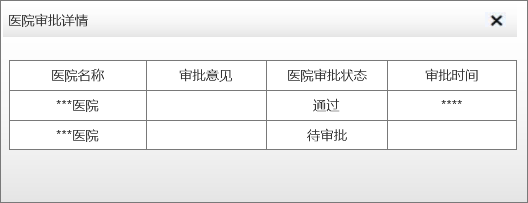 医院审批详情
医院名称 审批意见 医院审批状态 审批时间
***医院 通过 ****
***医院 待审批